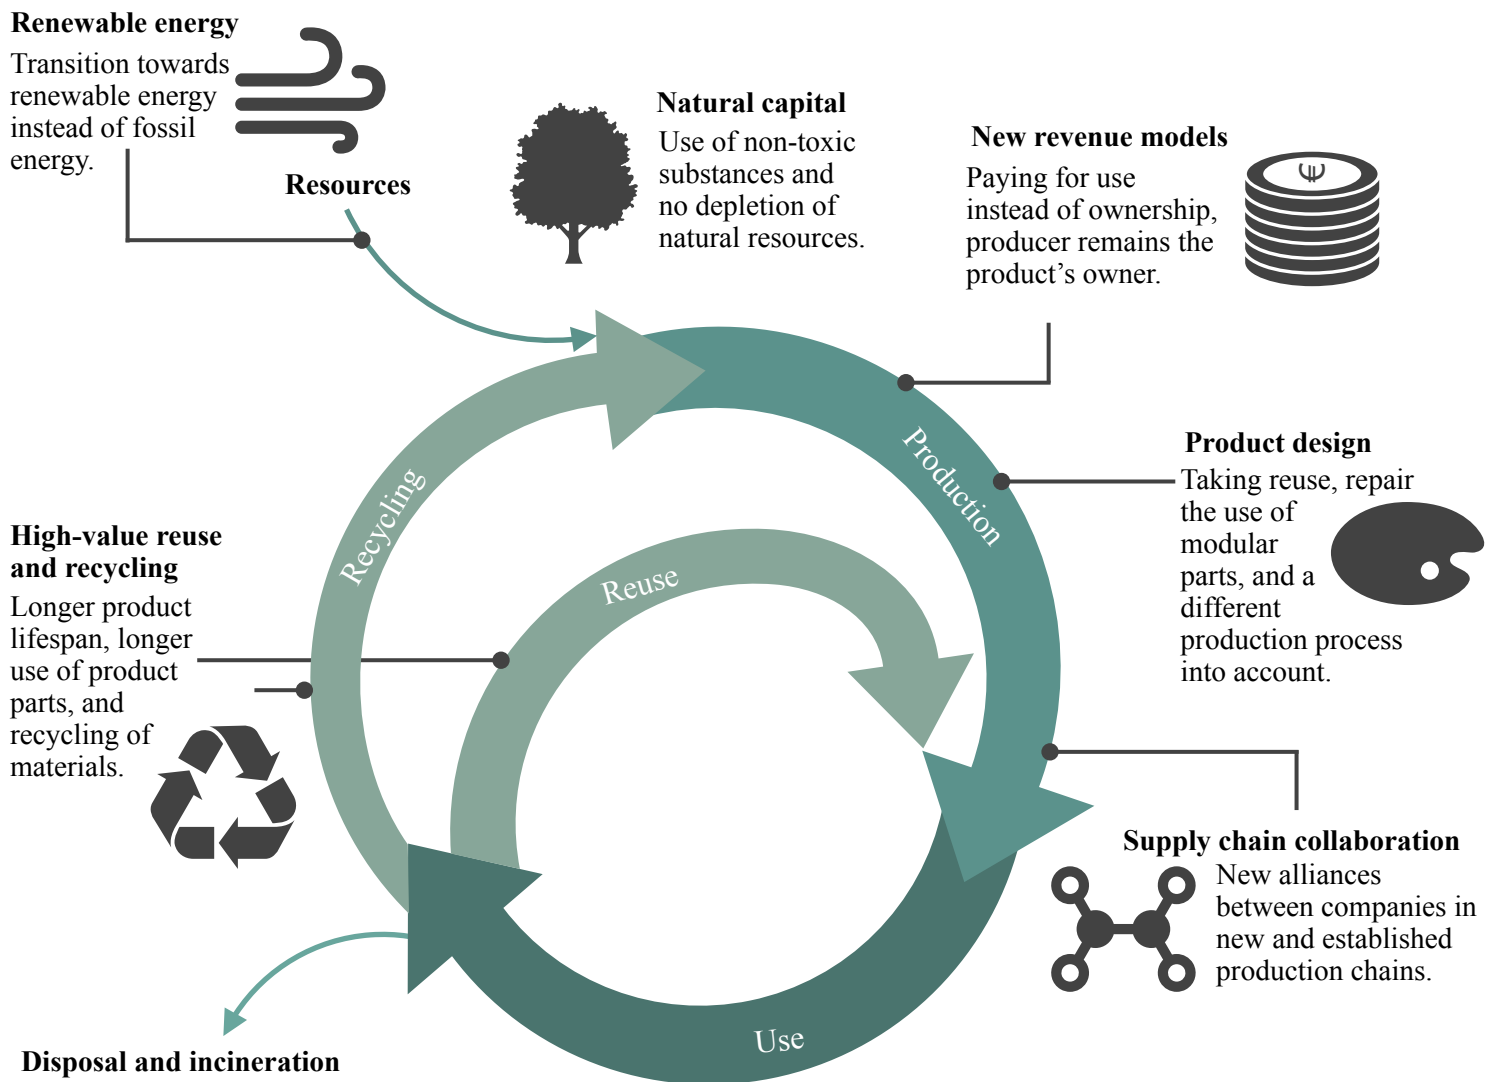 Renewable energy
Transition towards
renewable energy
instead of fossil
energy.
Resources
Natural capital
Use of non-toxic
substances and
no depletion of
natural resources.
New revenue models
Paying for use
instead of ownership,
producer remains the
product’s owner.
Product design
Taking reuse, repair
the use of
modular
parts, and a
different
production process
into account.
Production
Recycling
Reuse
High-value reuse
and recycling
Longer product
lifespan, longer
use of product
parts, and
recycling of
materials.
Supply chain collaboration
New alliances
between companies in
new and established
production chains.
Use
Disposal and incineration